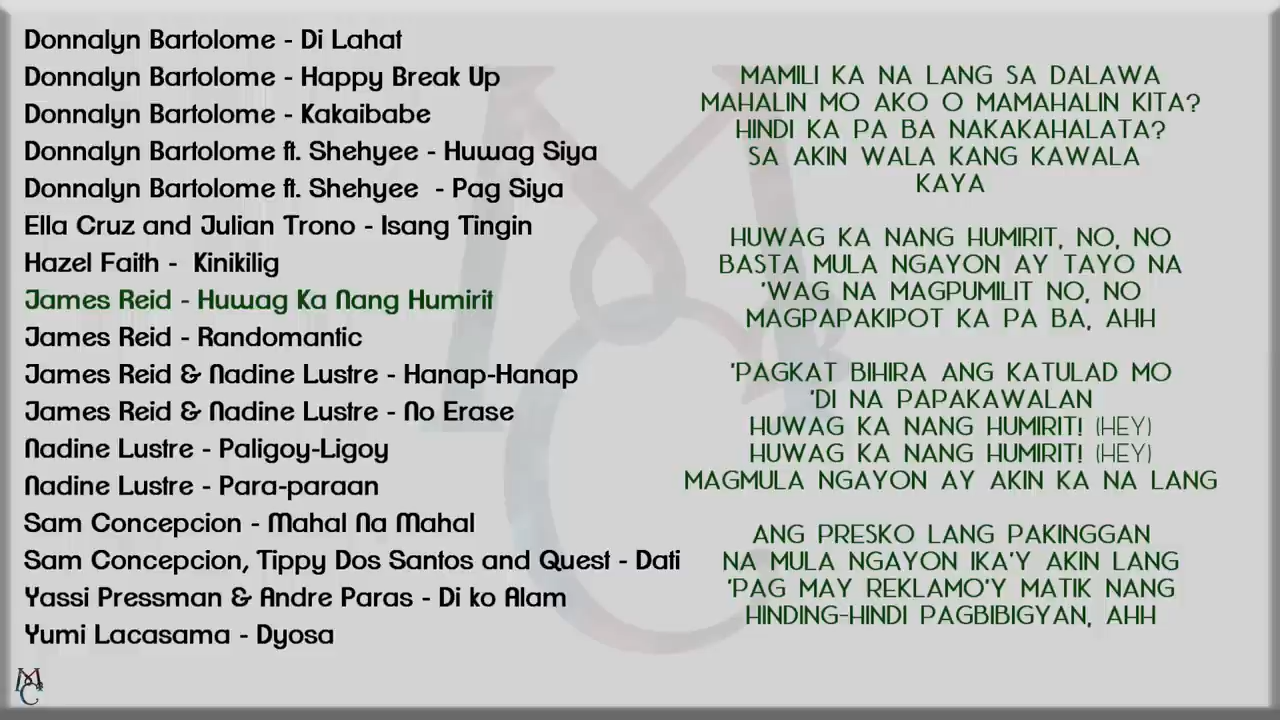 Donnalyn Bartolome - Di Lahat
Donnalyn Bartolome - Happy Break Up
Donnalyn Bartolome - Kakaibabe
Donnalyn Bartolome ft. Shehyee - Huwag Siya
Donnalyn Bartolome ft. Shehyee - Pag Siya
Ella Cruz and Julian Trono - Isang Tingin
Hazel Faith - Kinikilig
James Reid - Huwag Ka Nang Humirit
James Reid - Randomantic
James Reid & Nadine Lustre - Hanap-Hanap
James Reid & Nadine Lustre - No Erase
Nadine Lustre - Paligoy-Ligoy
Nadine Lustre - Para-paraan
Sam Concepcion - Mahal Na Mahal
Sam Concepcion, Tippy Dos Santos and Quest - Dati
Yassi Pressman & Andre Paras - Di ko Alam
Yumi Lacasama - Dyosa
MAMILI KA NA LANG SA DALAWA
MAHALIN MO AKO O MAMAHALIN KITA?
HINDI KA PA BA NAKAKAHALATA?
SA AKIN WALA KANG KAWALA
KAYA
HUWAG KA NANG HUMIRIT, NO, NO
BASTA MULA NGAYON AY TAYO NA
'WAG NA MAGPUMILIT NO, NO
MAGPAPAKIPOT KA PA BA, AHH
'PAGKAT BIHIRA ANG KATULAD MO
'DI NA PAPAKAWALAN
HUWAG KA NANG HUMIRIT! (HEY)
HUWAG KA NANG HUMIRIT! (HEY)
MAGMULA NGAYON AY AKIN KA NA LANG
ANG PRESKO LANG PAKINGGAN
NA MULA NGAYON IKA'Y AKIN LANG
'PAG MAY REKLAMO'Y MATIK NANG
HINDING-HINDI PAGBIBIGYAN, AHH